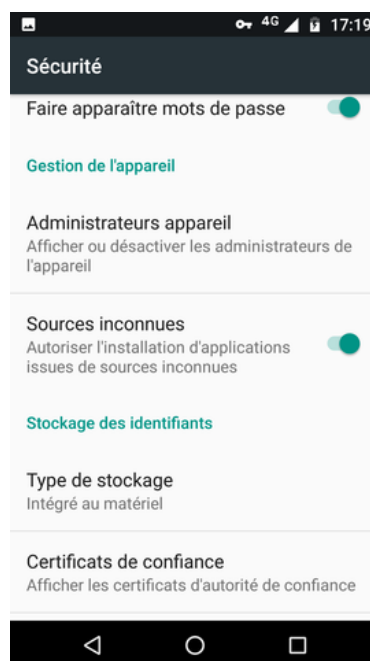 4G 17:19
Sécurité
Faire apparaître mots de passe
Gestion de l'appareil
Administrateurs appareil
Afficher ou désactiver les administrateurs de
l'appareil
Sources inconnues
Autoriser l'installation d'applications
issues de sources inconnues
Stockage des identifiants
Type de stockage
Intégré au matériel
Certificats de confiance
Afficher les certificats d'autorité de confiance